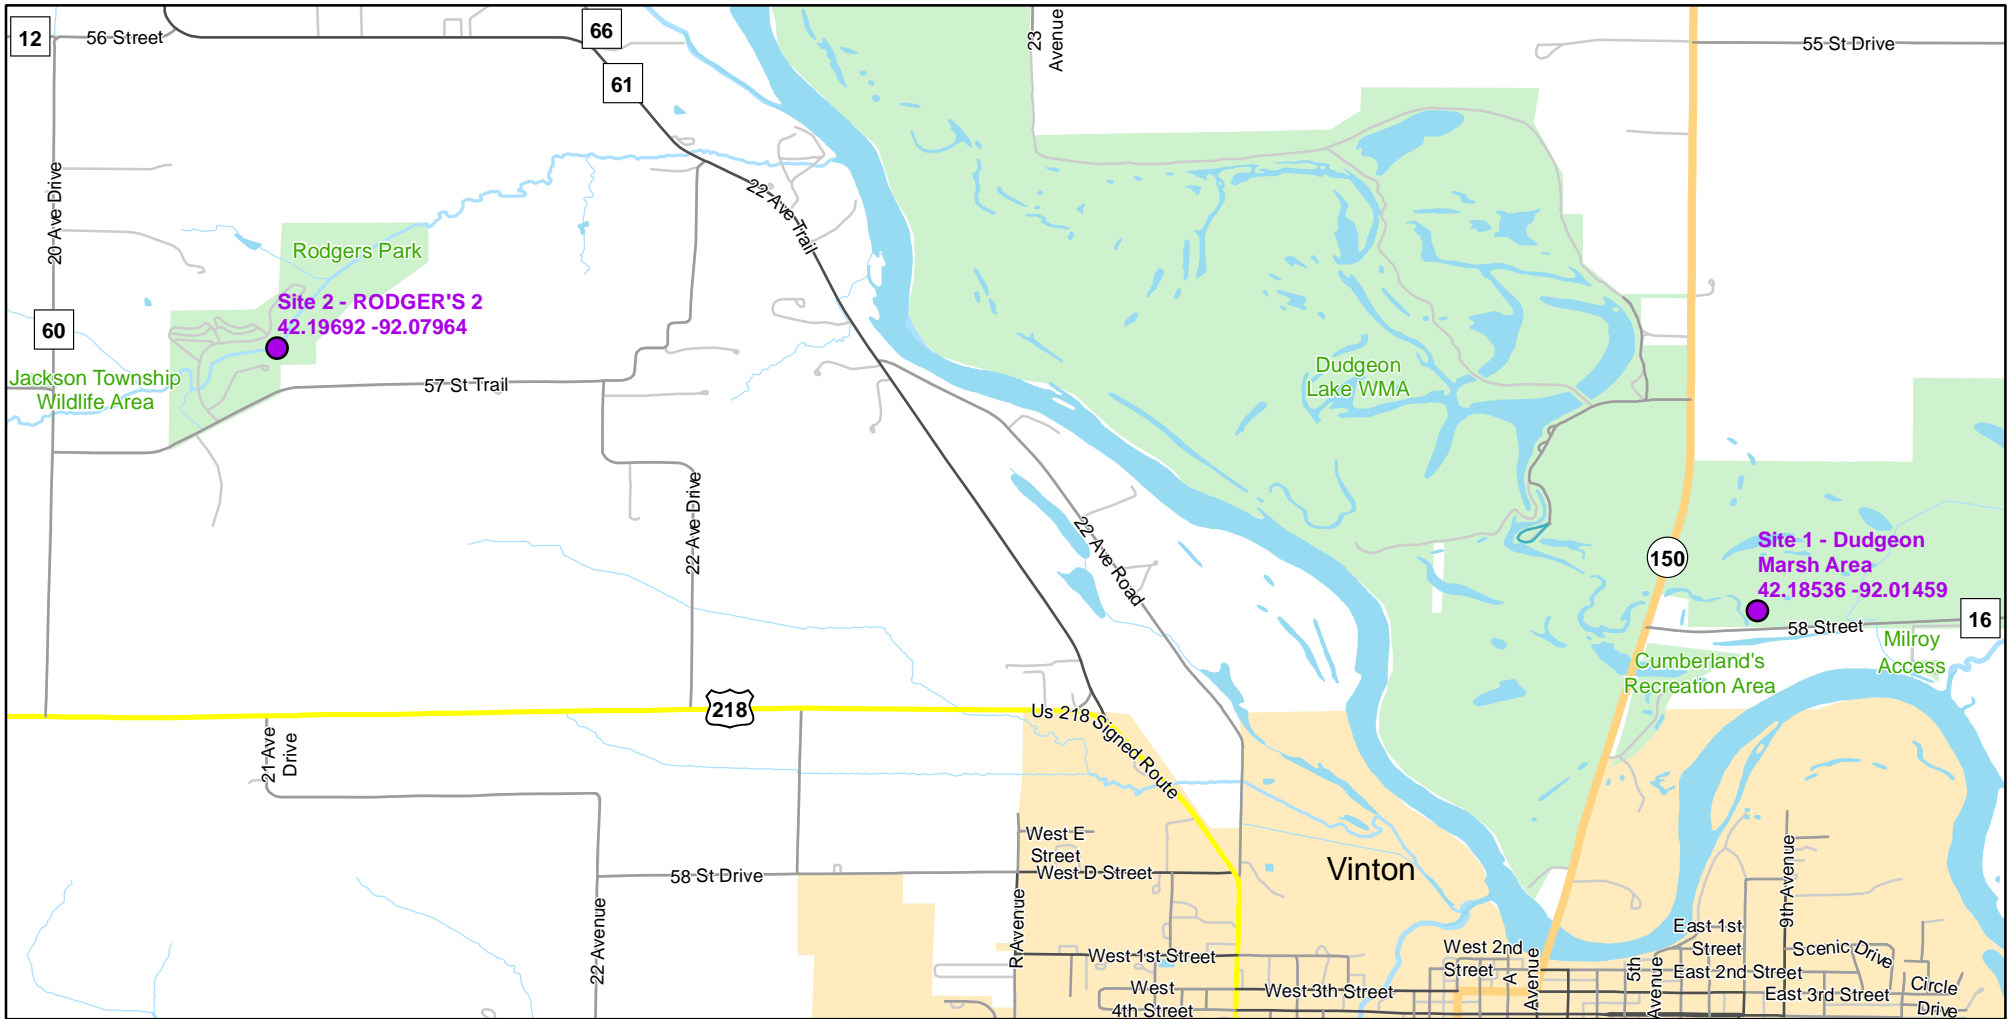 12
56 Street
66
61
23
Avenue
55 St Drive
20 Ave Drive
22 Ave Trail
Rodgers Park
Site 2 - RODGER'S 2
42.19692 -92.07964
60
Jackson Township
Wildlife Area
57 St Trail
Dudgeon
Lake WMA
22 Ave Drive
22 Ave Road
150
Site 1 - Dudgeon
Marsh Area
42.18536 -92.01459
16
58 Street
Milroy
Access
Cumberland's
Recreation Area
218
Us 218 Signed Route
21 Ave
Drive
West E
Street
West D Street
58 St Drive
Vinton
22 Avenue
R Avenue
West 1st Street
West 2nd
Street
A
Avenue
5th
Avenue
9th Avenue
East 1st
Street
Scenic Drive
East 2nd Street
West
4th Street
West 3th Street
East 3rd Street
Circle
Drive